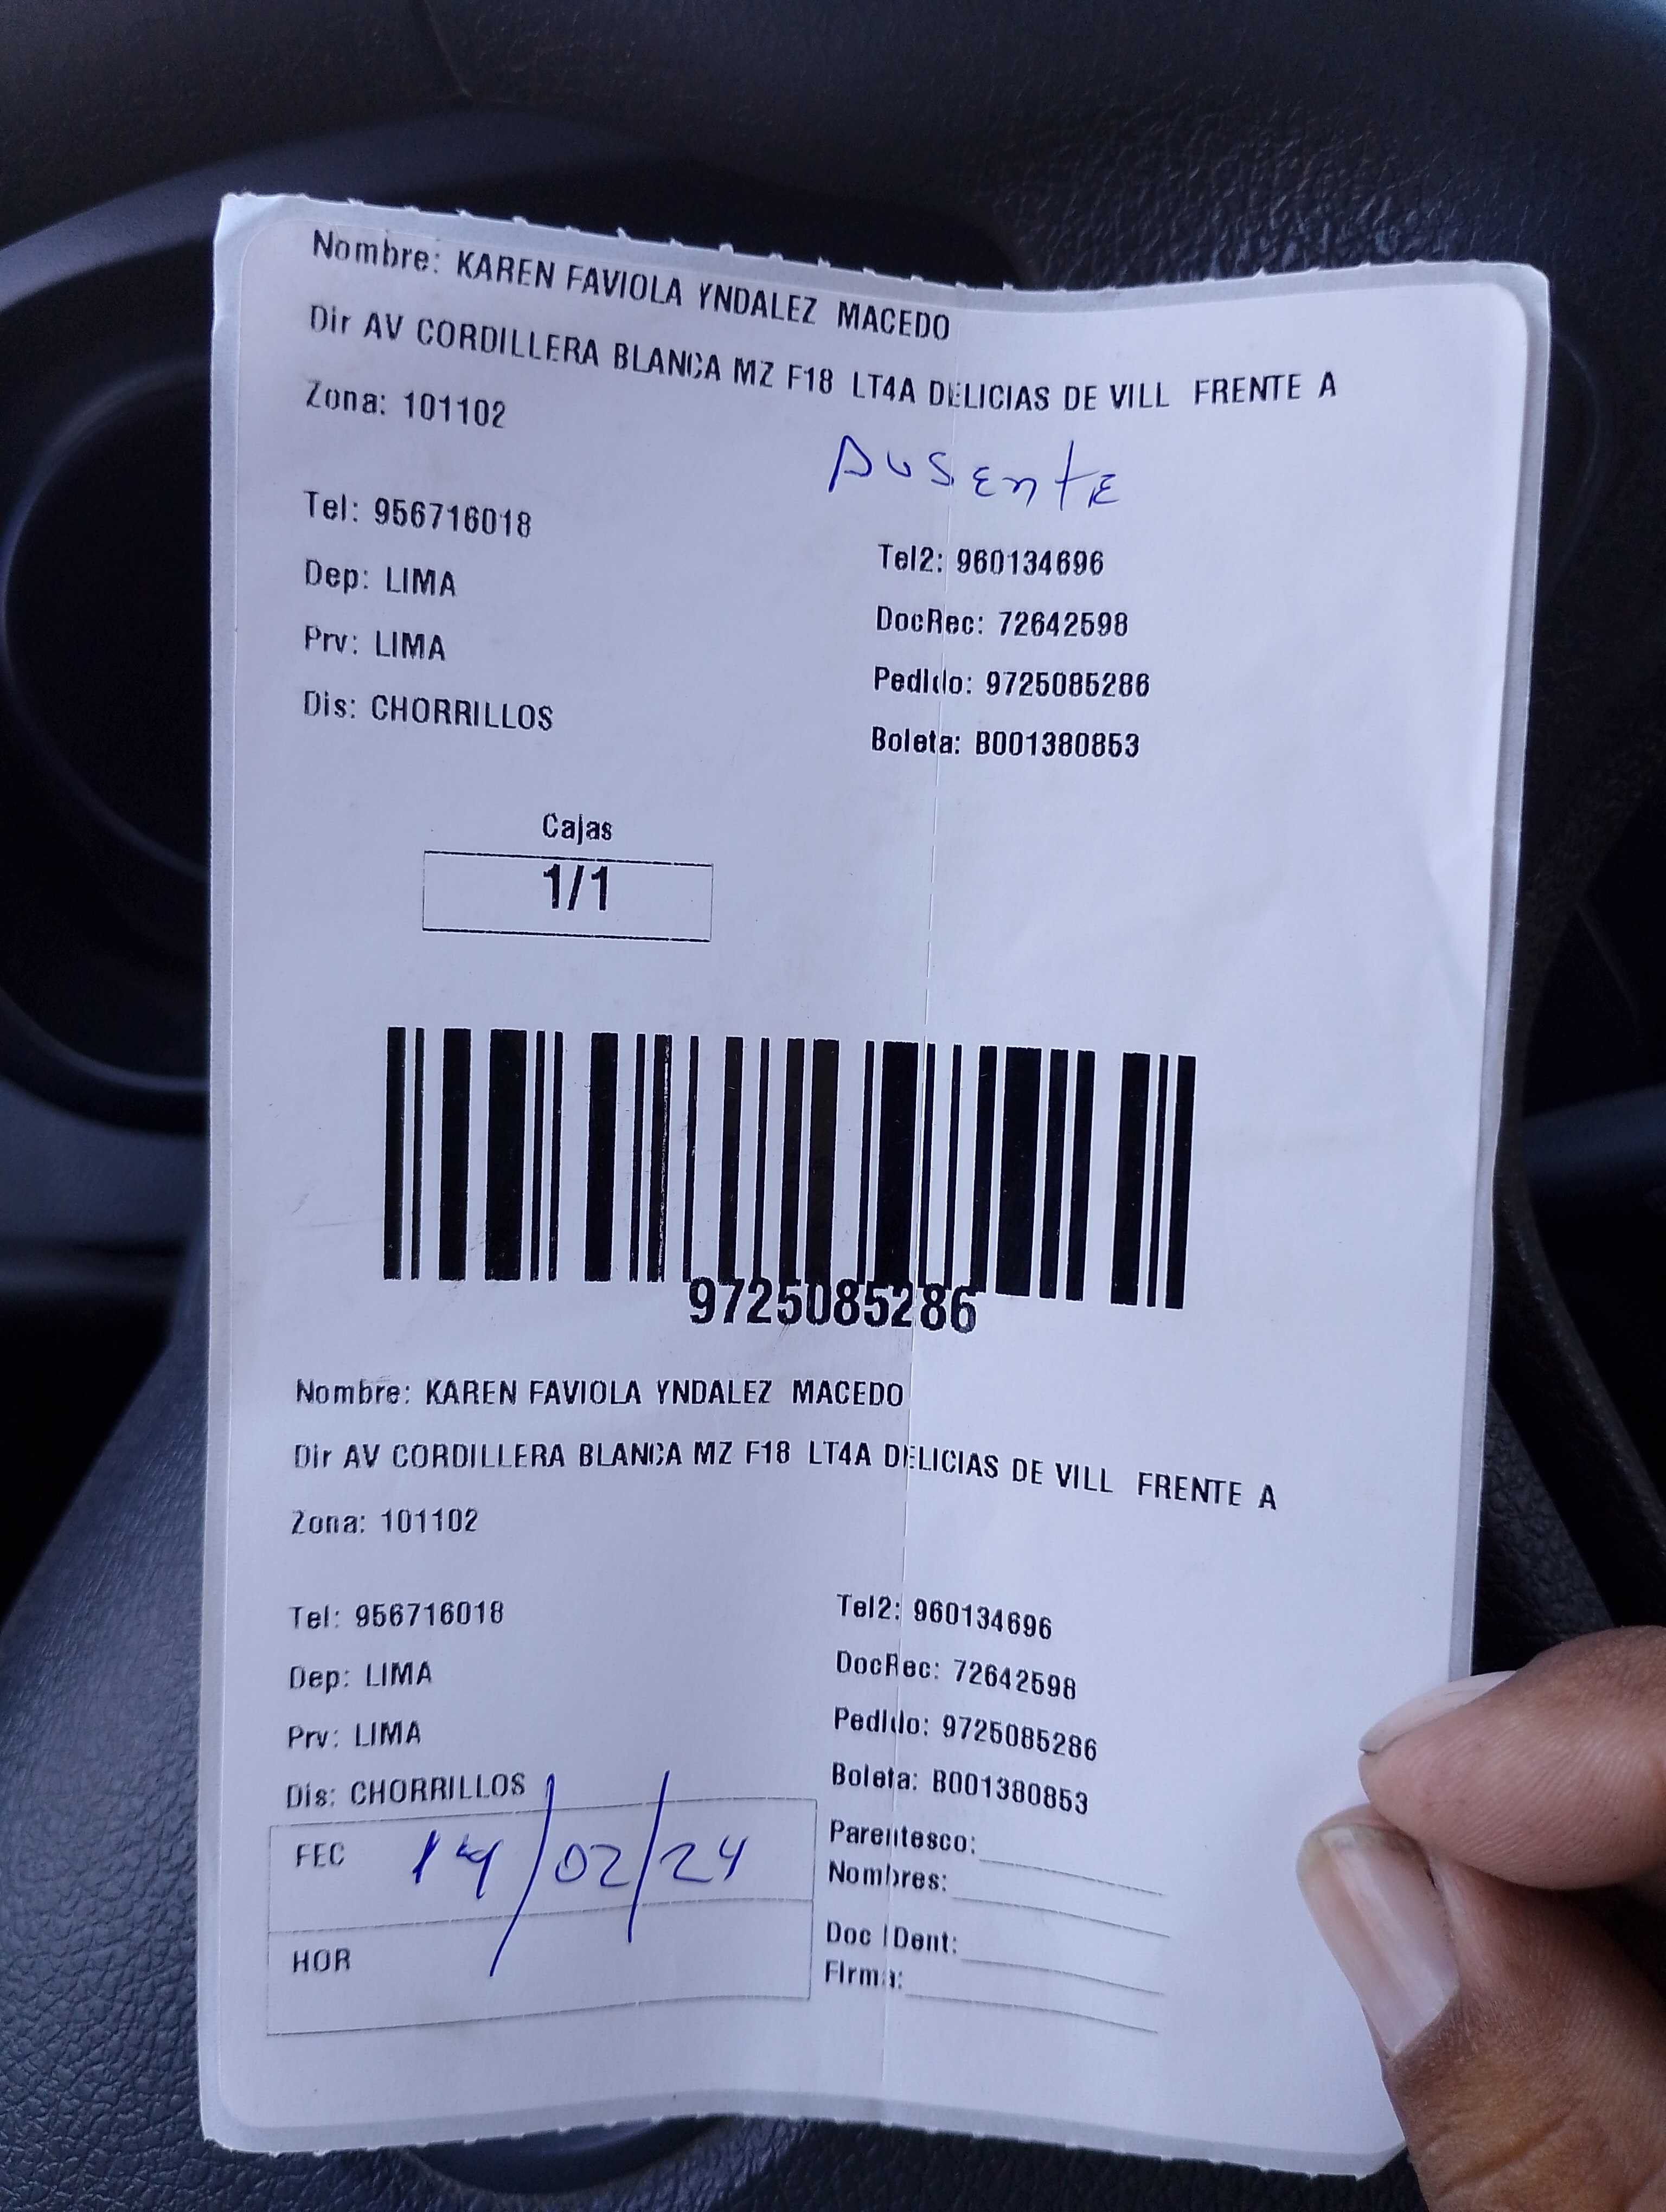 Nombre: KAREN FAVIOLA YNDALEZ MACEDO
Dir AV CORDILLERA BLANCA MZ F18 LT4A DELICIAS DE VILL FRENTE A
Zona: 101102
Ausente
Tel: 956716018
Tel2: 960134696
Dep: LIMA
DocRec: 72642598
Prv: LIMA
Pedido: 9725085286
Dis: CHORRILLOS
Boleta: B001380853
Cajas
1/1
9725085286
Nombre: KAREN FAVIOLA YNDALEZ MACEDO
Dir AV CORDILLERA BLANCA MZ F18 LT4A DELICIAS DE VILL FRENTE A
Zona: 101102
Tel: 956716018
Tel2: 960134696
Dep: LIMA
DocRec: 72642598
Prv: LIMA
Pedido: 9725085286
Dis: CHORRILLOS
Boleta: B001380853
FEC 14/02/24
Parentesco:
Nombres:
HOR
Doc IDent:
Firma: